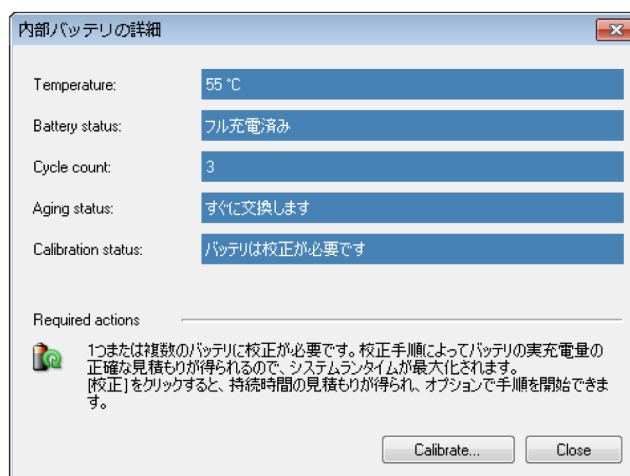 内部バッテリの詳細
Temperature: 55 °C
Battery status: フル充電済み
Cycle count: 3
Aging status: すぐに交換します
Calibration status: バッテリは校正が必要です
Required actions
1つまたは複数のバッテリに校正が必要です。校正手順によってバッテリの実充電量の
正確な見積もりが得られるので、システムランタイムが最大化されます。
[校正]をクリックすると、持続時間の見積もりが得られ、オプションで手順を開始できま
す。
Calibrate... Close